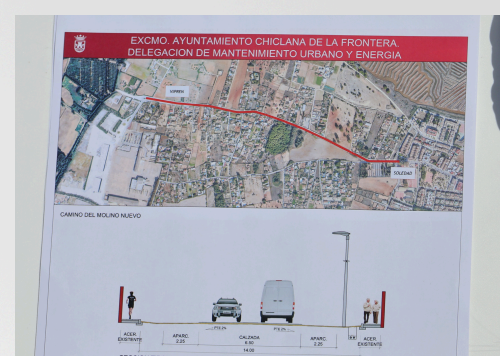 EXCMO. AYUNTAMIENTO CHICLANA DE LA FRONTERA.
DELEGACION DE MANTENIMIENTO URBANO Y ENERGIA
SOLEDAD
CAMINO DEL MOLINO NUEVO
ACER.
EXISTENTE
APARC.
2.25
CALZADA
6.50
APARC.
2.25
ACER.
EXISTENTE
14.00